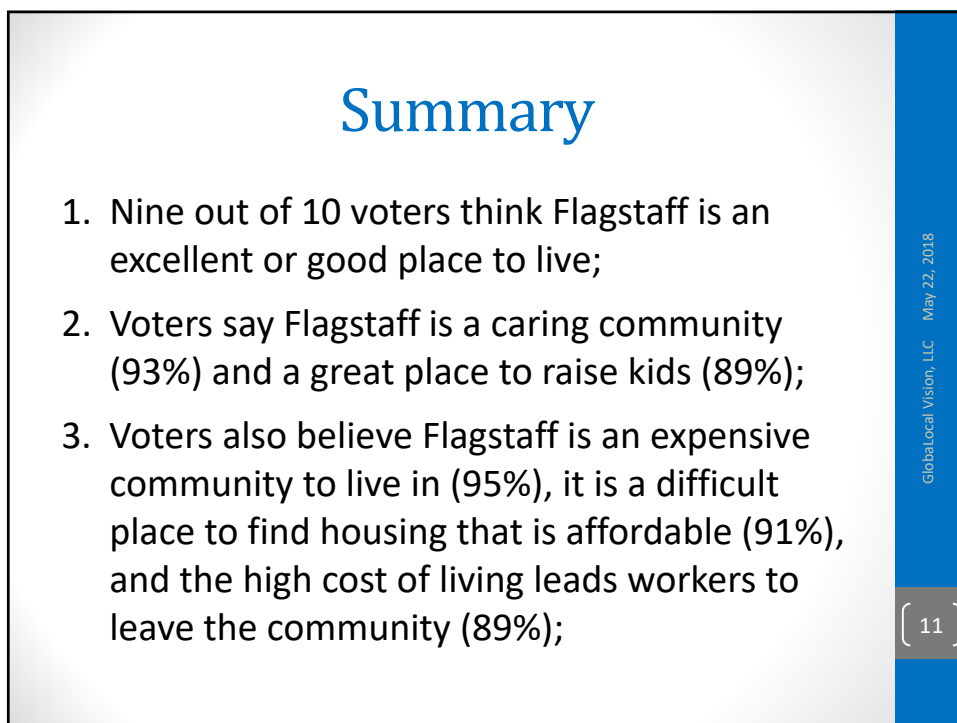 Summary
1. Nine out of 10 voters think Flagstaff is an
excellent or good place to live;
2. Voters say Flagstaff is a caring community
(93%) and a great place to raise kids (89%);
3. Voters also believe Flagstaff is an expensive
community to live in (95%), it is a difficult
place to find housing that is affordable (91%),
and the high cost of living leads workers to
leave the community (89%);
GlobaLocal Vision, LLC May 22, 2018
11